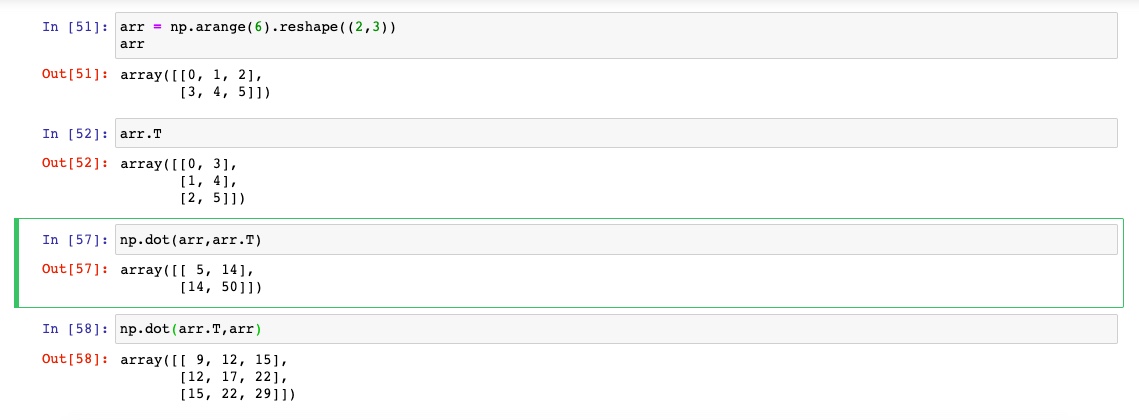 In [51]: arr = np.arange(6).reshape((2,3))
arr
Out[51]: array([[0, 1, 2],
[3, 4, 5]])
In [52]: arr.T
Out[52]: array([[0, 3],
[1, 4],
[2, 5]])
In [57]: np.dot(arr,arr.T)
Out[57]: array([[ 5, 14],
[14, 50]])
In [58]: np.dot(arr.T,arr)
Out[58]: array([[ 9, 12, 15],
[12, 17, 22],
[15, 22, 29]])